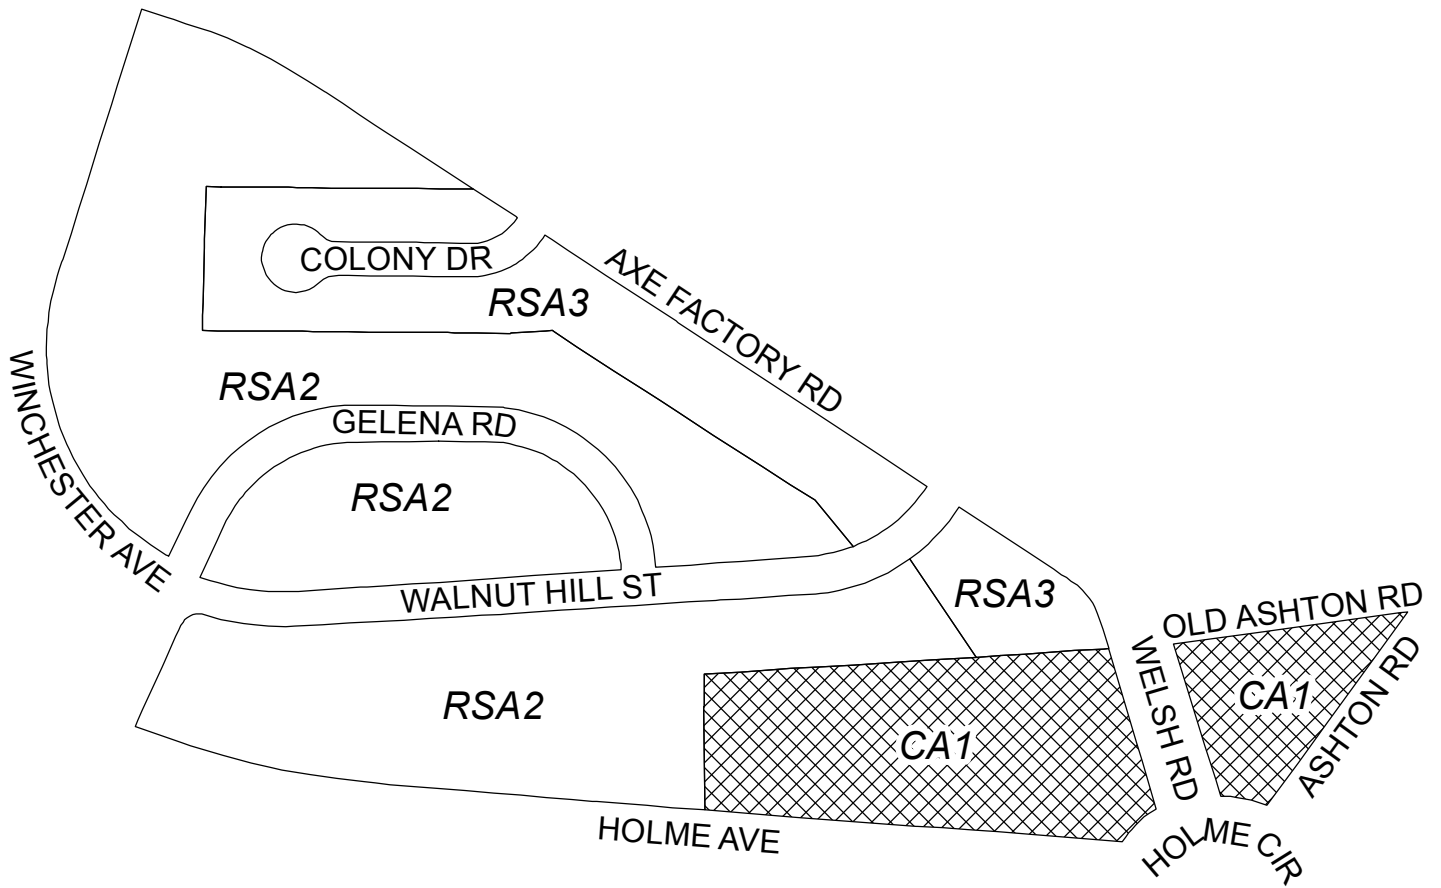 COLONY DR
AXE FACTORY RD
RSA3
WINCHESTER AVE
RSA2
GELENA RD
RSA2
WALNUT HILL ST
RSA3
OLD ASHTON RD
WELSH RD
ASHTON RD
CA1
RSA2
CA1
HOLME AVE
HOLME CIR